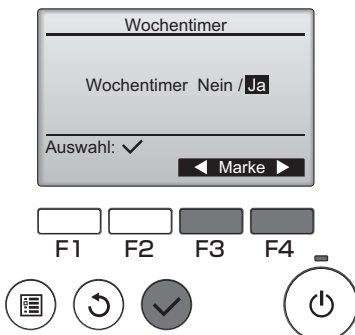 Wochentimer
Wochentimer Nein / Ja
Auswahl: ✓
◀ Marke ▶
F1 F2 F3 F4